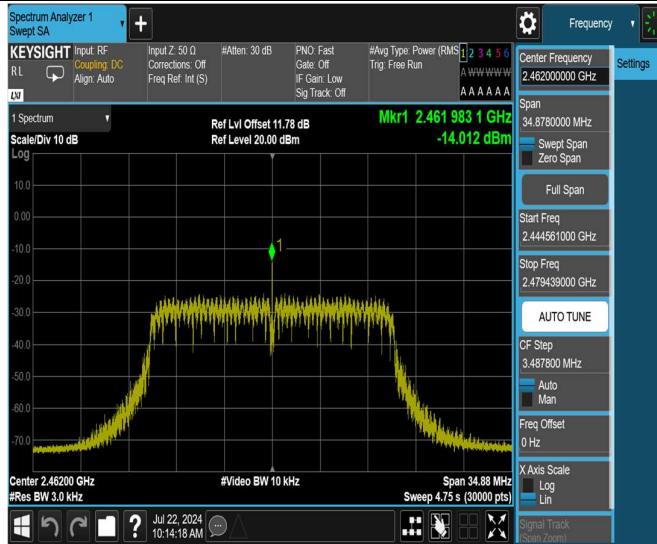 Spectrum Analyzer 1
Swept SA
+
Frequency
KEYSIGHT
RL
LXI
Input: RF
Coupling: DC
Align: Auto
Input Z: 50 Ω
Corrections: Off
Freq Ref: Int (S)
#Atten: 30 dB
PNO: Fast
Gate: Off
IF Gain: Low
Sig Track: Off
#Avg Type: Power (RMS
Trig: Free Run
1 2 3 4 5 6
A W W W W W
A A A A A A
1 Spectrum
Scale/Div 10 dB
Log
Ref Lvl Offset 11.78 dB
Ref Level 20.00 dBm
Mkr1 2.461 983 1 GHz
-14.012 dBm
10.0
0.00
-10.0
-20.0
-30.0
-40.0
-50.0
-60.0
-70.0
1
Center 2.46200 GHz
#Res BW 3.0 kHz
#Video BW 10 kHz
Span 34.88 MHz
Sweep 4.75 s (30000 pts)
Jul 22, 2024
10:14:18 AM
Center Frequency
2.462000000 GHz
Settings
Span
34.8780000 MHz
Swept Span
Zero Span
Full Span
Start Freq
2.444561000 GHz
Stop Freq
2.479439000 GHz
AUTO TUNE
CF Step
3.487800 MHz
Auto
Man
Freq Offset
0 Hz
X Axis Scale
Log
Lin
Signal Track
(Span Zoom)